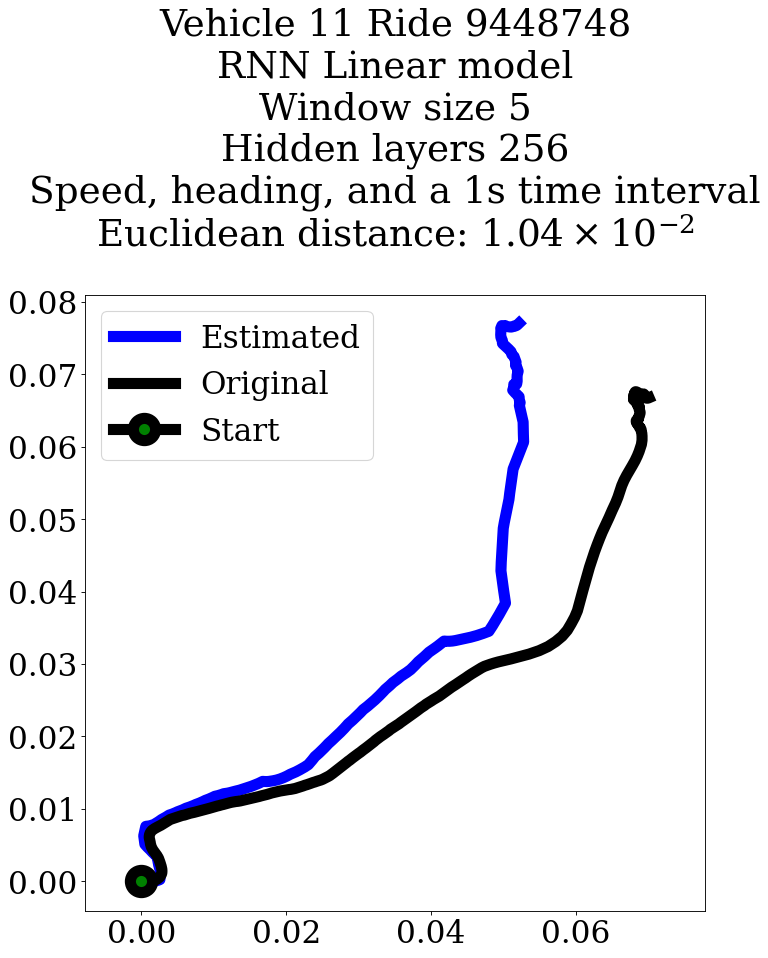 Vehicle 11 Ride 9448748
RNN Linear model
Window size 5
Hidden layers 256
Speed, heading, and a 1s time interval
Euclidean distance: 1.04 × 10⁻²
0.08
Estimated
0.07
Original
Start
0.06
0.05
0.04
0.03
0.02
0.01
0.00
0.00 0.02 0.04 0.06